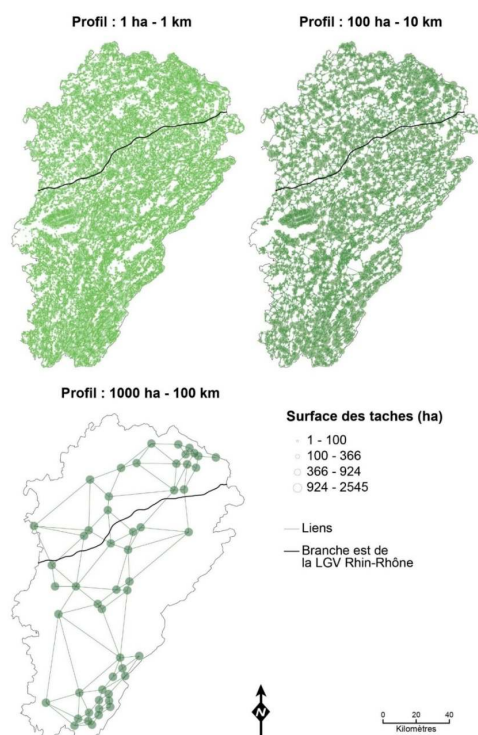 Profil : 1 ha - 1 km
Profil : 100 ha - 10 km
Profil : 1000 ha - 100 km
Surface des taches (ha)
1 - 100
100 - 366
366 - 924
924 - 2545
Liens
Branche est de
la LGV Rhin-Rhône
N
0 20 40
Kilomètres